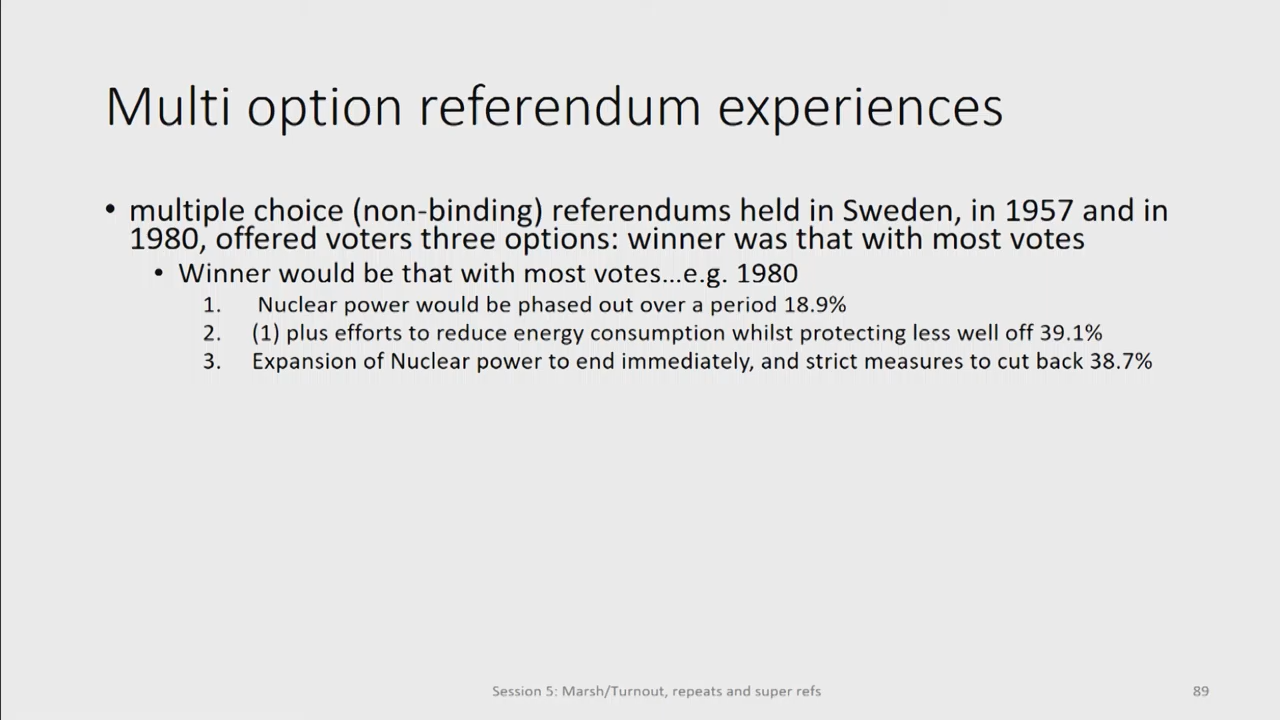 Multi option referendum experiences
• multiple choice (non-binding) referendums held in Sweden, in 1957 and in
1980, offered voters three options: winner was that with most votes
• Winner would be that with most votes…e.g. 1980
1. Nuclear power would be phased out over a period 18.9%
2. (1) plus efforts to reduce energy consumption whilst protecting less well off 39.1%
3. Expansion of Nuclear power to end immediately, and strict measures to cut back 38.7%
Session 5: Marsh/Turnout, repeats and super refs
89